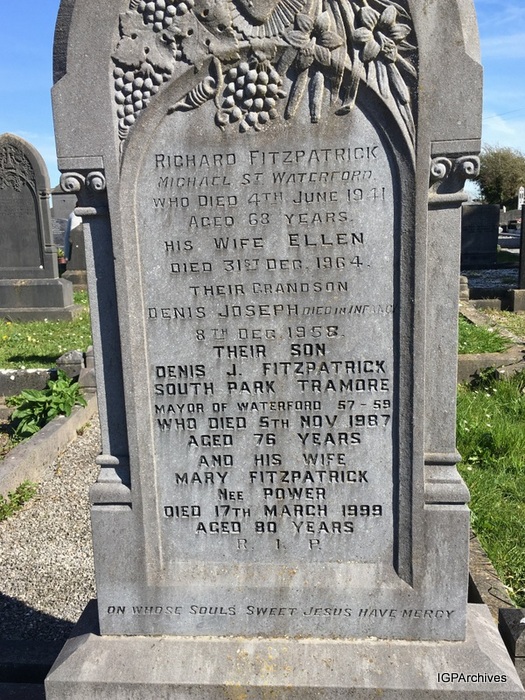 RICHARD FITZPATRICK
MICHAEL ST. WATERFORD.
WHO DIED 4TH JUNE 1941
AGED 68 YEARS.
HIS WIFE ELLEN
DIED 31ST DEC. 1964.
THEIR GRANDSON
DENIS JOSEPH DIED IN INFANCY
8TH DEC. 1958.
THEIR SON
DENIS J. FITZPATRICK
SOUTH PARK TRAMORE
MAYOR OF WATERFORD 57-59
WHO DIED 5TH NOV 1987
AGED 76 YEARS
AND HIS WIFE
MARY FITZPATRICK
NEE POWER
DIED 17TH MARCH 1999
AGED 80 YEARS
R. I. P.
ON WHOSE SOULS SWEET JESUS HAVE MERCY
IGPArchives